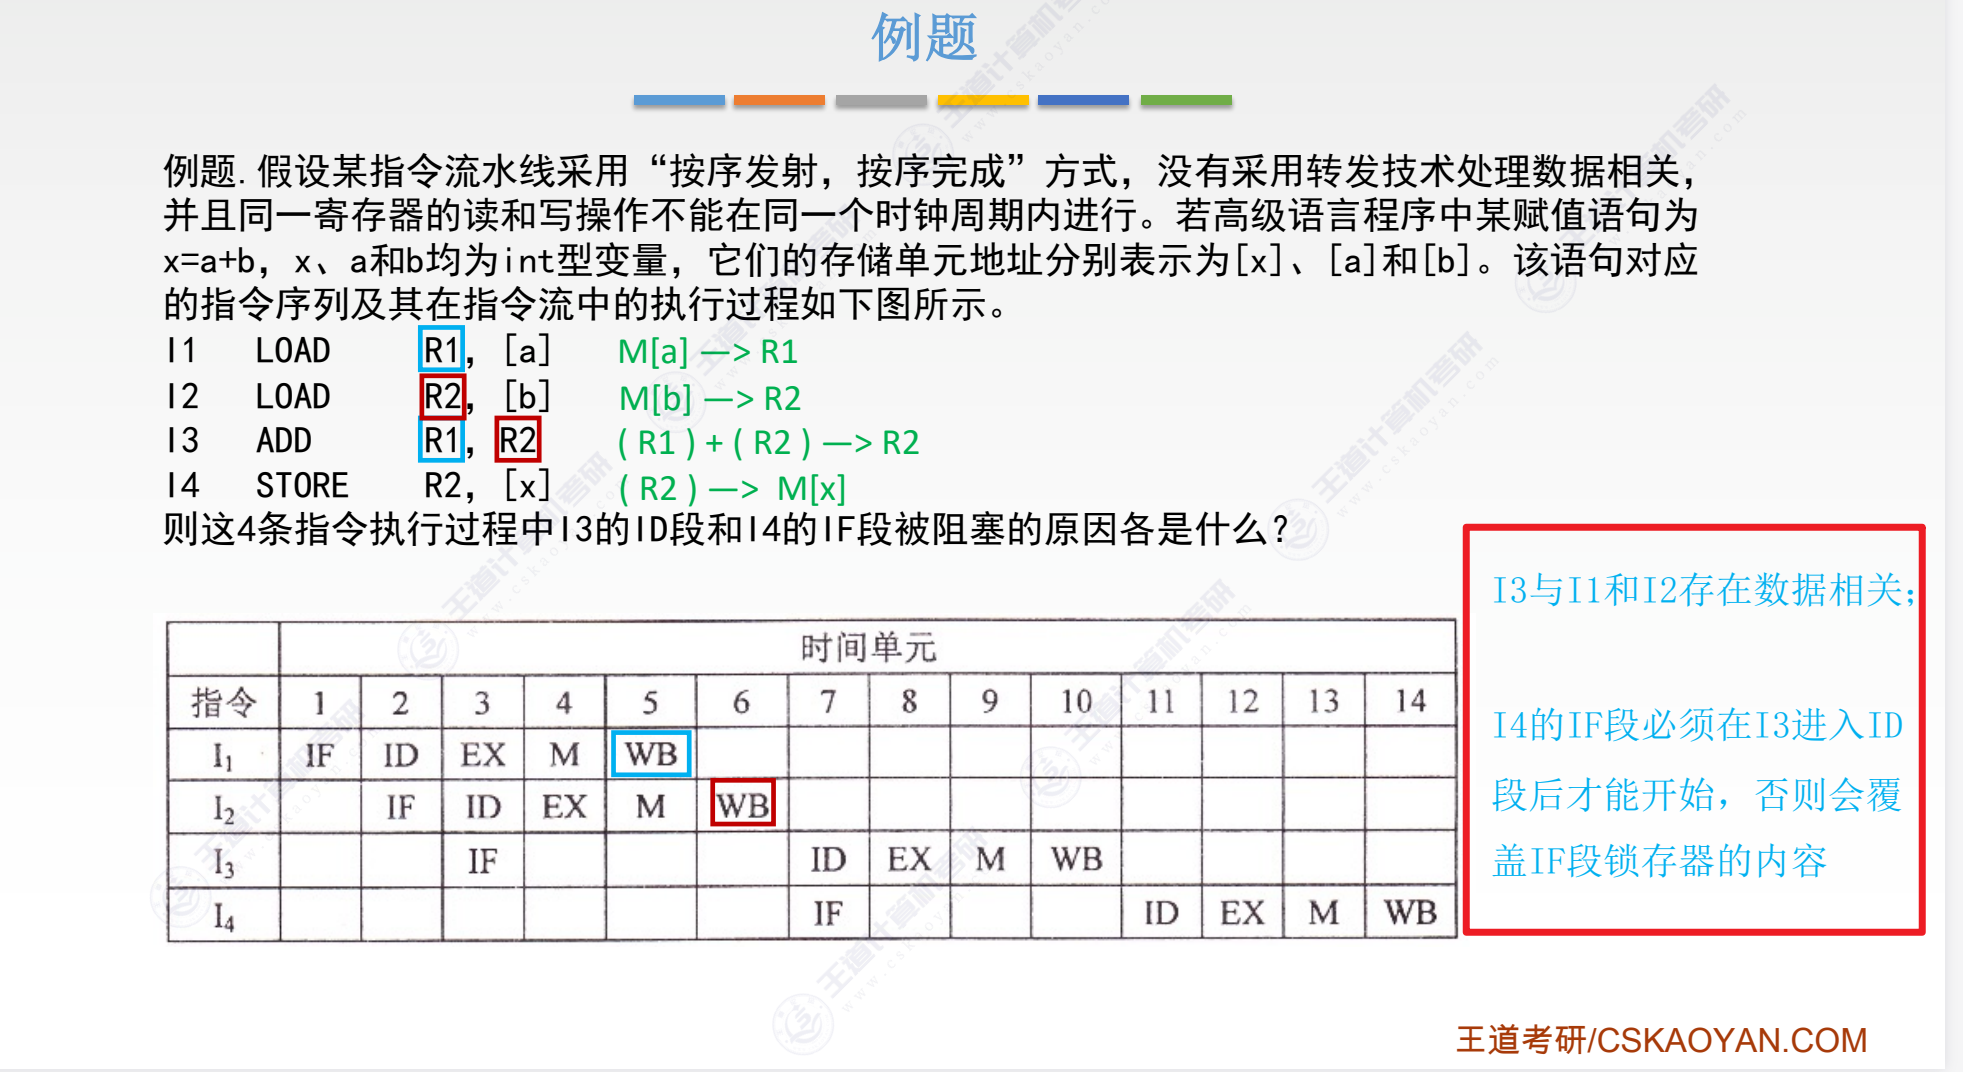 例题
例题.假设某指令流水线采用“按序发射，按序完成”方式，没有采用转发技术处理数据相关，
并且同一寄存器的读和写操作不能在同一个时钟周期内进行。若高级语言程序中某赋值语句为
x=a+b，x、a和b均为int型变量，它们的存储单元地址分别表示为[x]、[a]和[b]。该语句对应
的指令序列及其在指令流中的执行过程如下图所示。
I1 LOAD R1，[a] M[a] —> R1
I2 LOAD R2，[b] M[b] —> R2
I3 ADD R1，R2 ( R1 ) + ( R2 ) —> R2
I4 STORE R2，[x] ( R2 ) —> M[x]
则这4条指令执行过程中I3的ID段和I4的IF段被阻塞的原因各是什么？
I3与I1和I2存在数据相关；
I4的IF段必须在I3进入ID
段后才能开始，否则会覆
盖IF段锁存器的内容
时间单元
指令 1 2 3 4 5 6 7 8 9 10 11 12 13 14
I₁ IF ID EX M WB
I₂ IF ID EX M WB
I₃ IF ID EX M WB
I₄ IF ID EX M WB
王道考研/CSKAOYAN.COM
王道计算机考研
www.cskaoyan.com